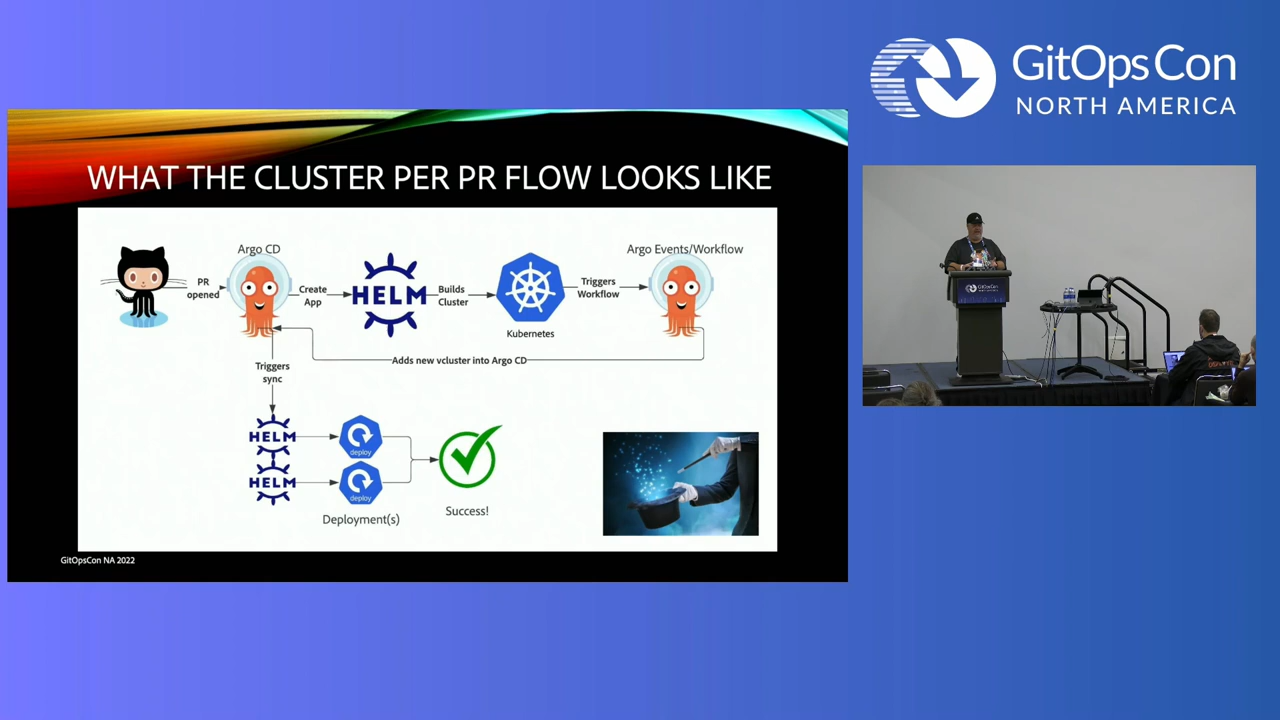 GitOpsCon
NORTH AMERICA
WHAT THE CLUSTER PER PR FLOW LOOKS LIKE
Argo CD
Argo Events/Workflow
PR
opened
Create
App
HELM
Builds
Cluster
Triggers
Workflow
Kubernetes
Adds new vcluster into Argo CD
Triggers
sync
HELM
deploy
HELM
deploy
Deployment(s)
Success!
GitOpsCon NA 2022
GitOpsCon